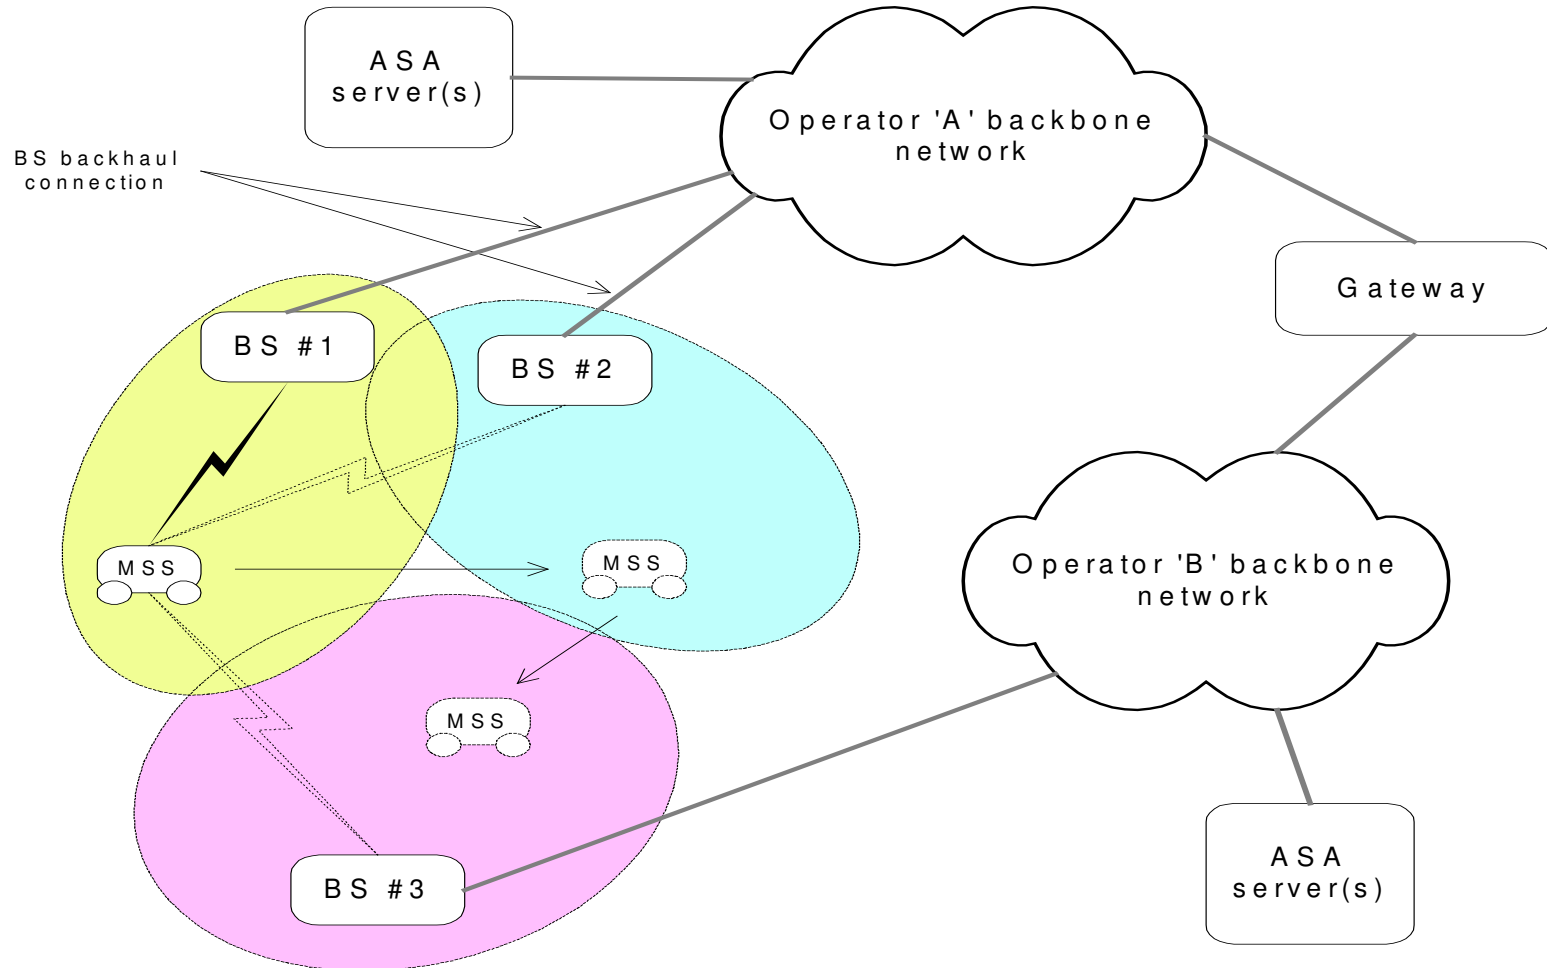 ASA
server(s)
Operator 'A' backbone
network
BS backhaul
connection
Gateway
BS #1
BS #2
MSS
MSS
Operator 'B' backbone
network
MSS
BS #3
ASA
server(s)